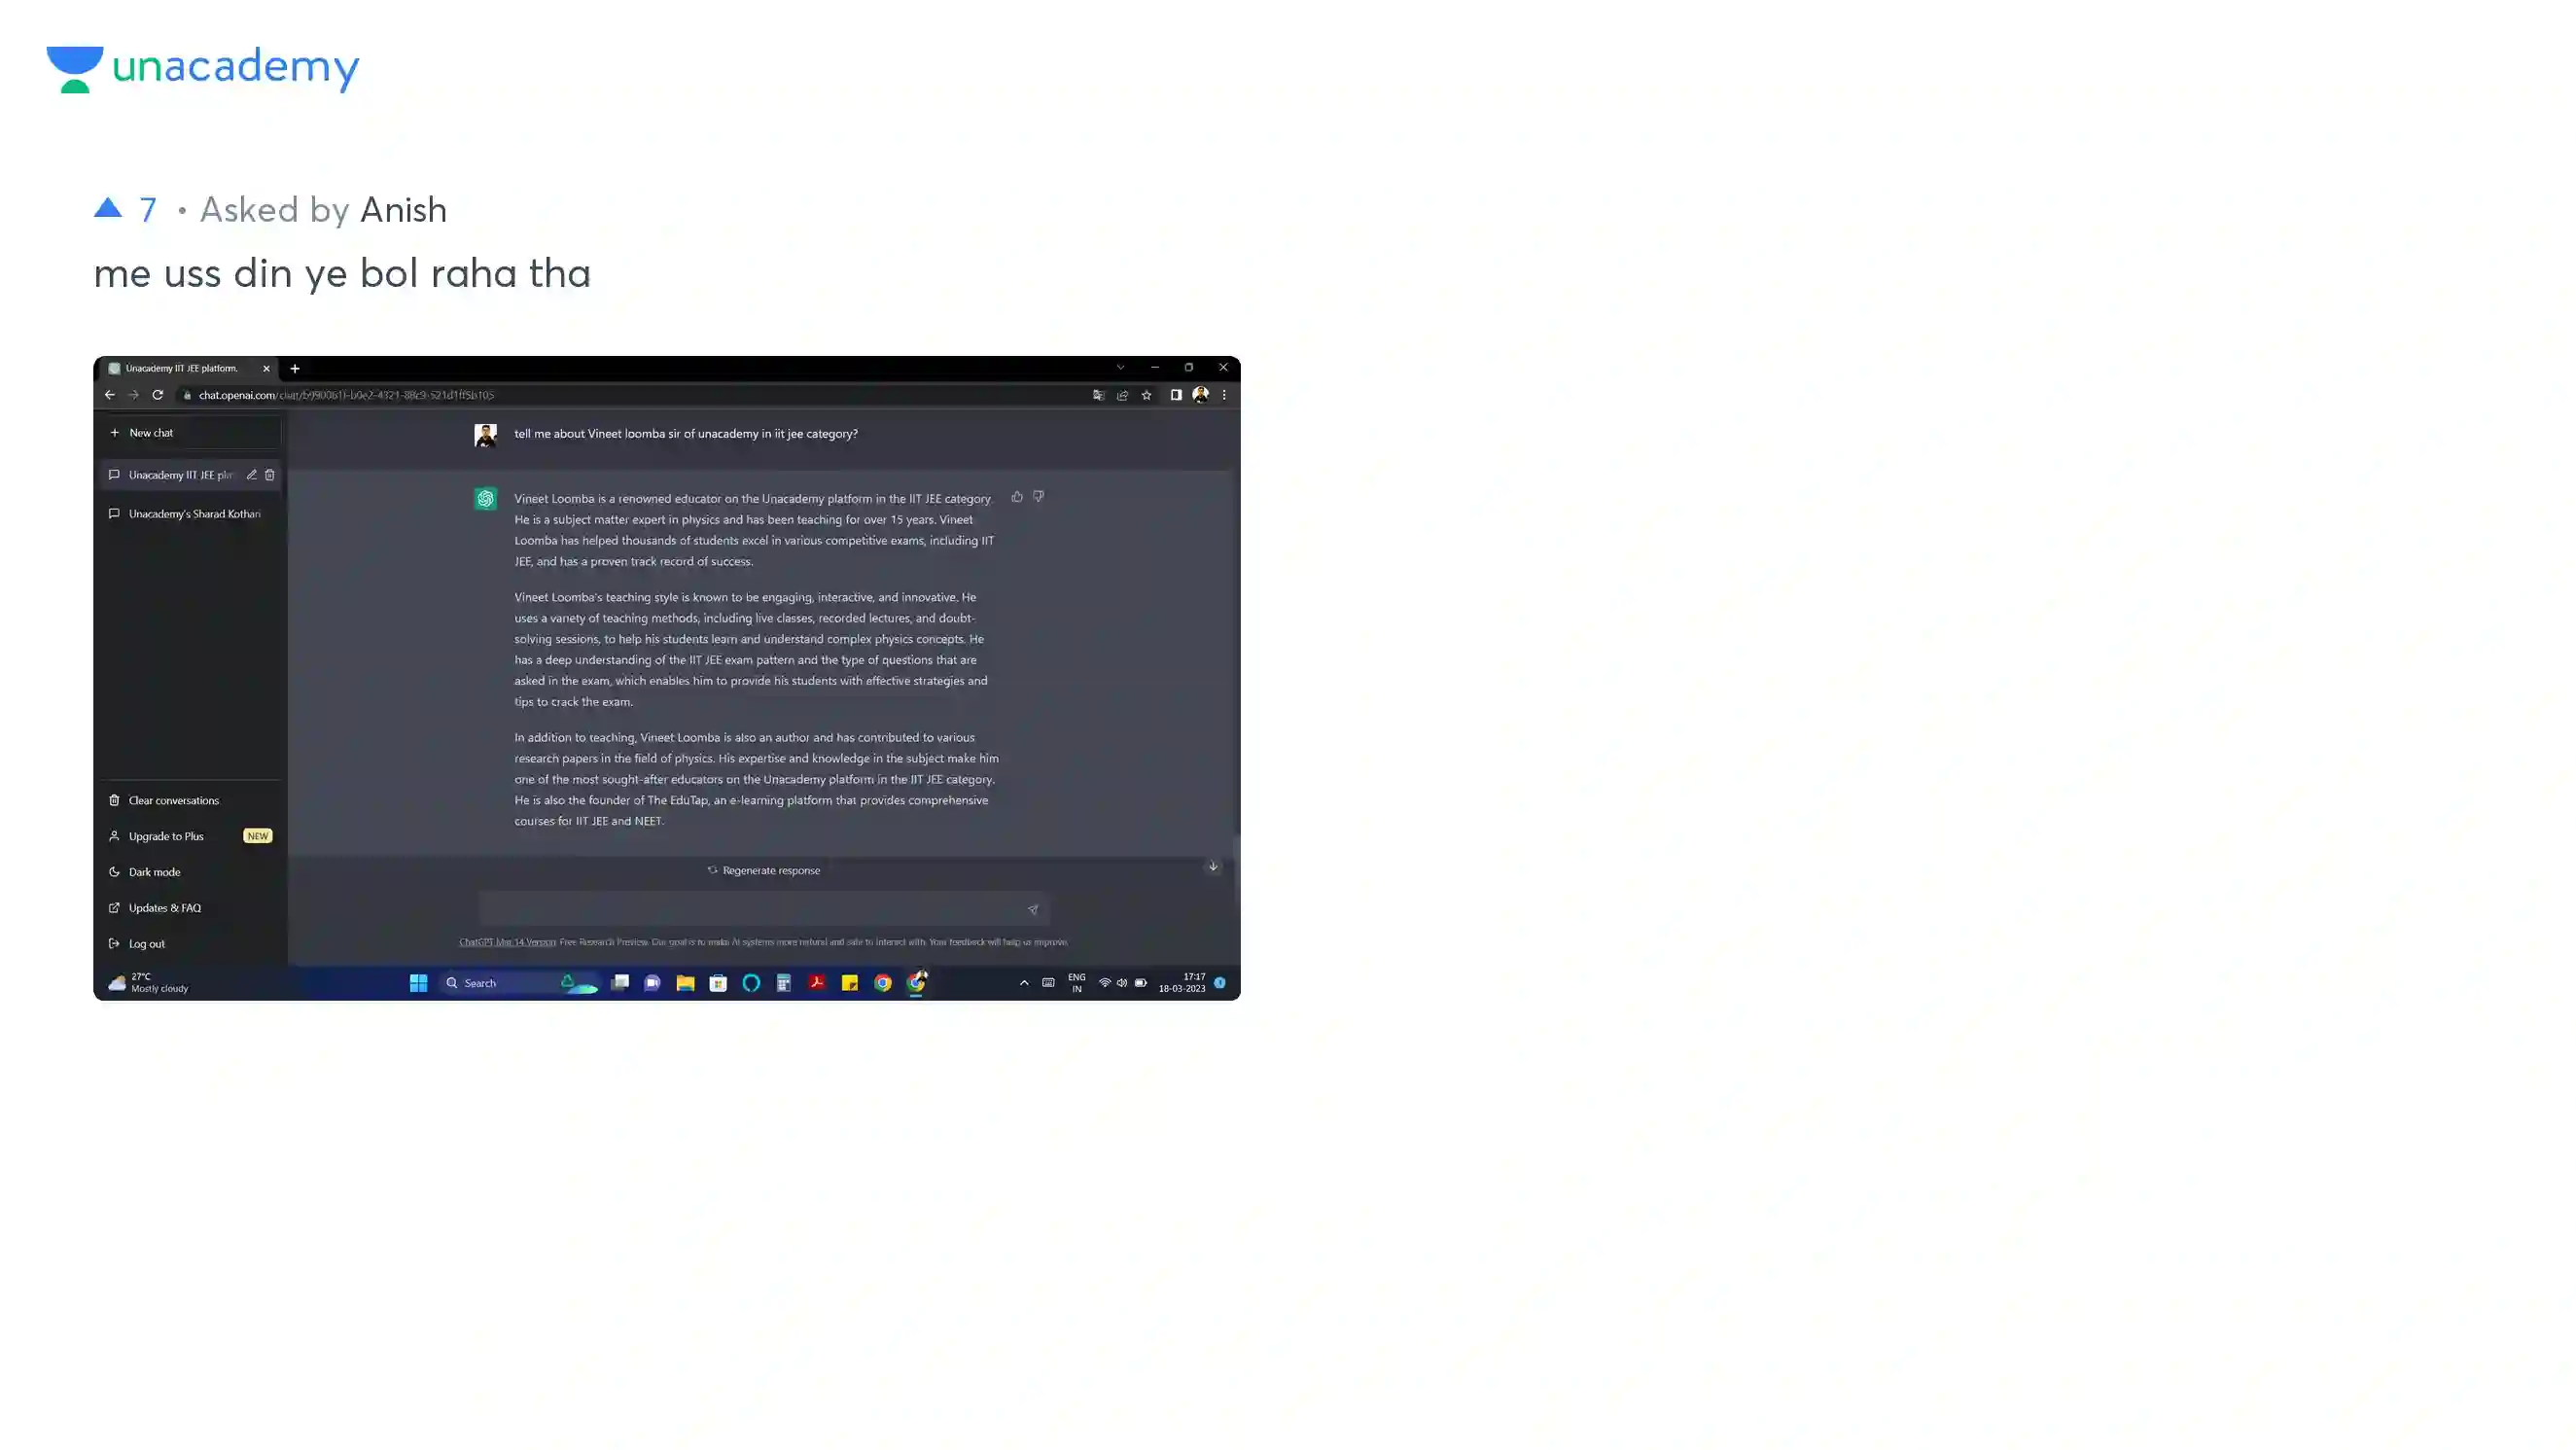 unacademy
7 • Asked by Anish
me uss din ye bol raha tha
Unacademy IIT JEE platform.
chat.openai.com/chat/
New chat
Unacademy IIT JEE pla
Unacademy's Sharad Kothari
Clear conversations
Upgrade to Plus NEW
Dark mode
Updates & FAQ
Log out
tell me about Vineet loomba sir of unacademy in iit jee category?
Vineet Loomba is a renowned educator on the Unacademy platform in the IIT JEE category.
He is a subject matter expert in physics and has been teaching for over 15 years. Vineet
Loomba has helped thousands of students excel in various competitive exams, including IIT
JEE, and has a proven track record of success.
Vineet Loomba's teaching style is known to be engaging, interactive, and innovative. He
uses a variety of teaching methods, including live classes, recorded lectures, and doubt-
solving sessions, to help his students learn and understand complex physics concepts. He
has a deep understanding of the IIT JEE exam pattern and the type of questions that are
asked in the exam, which enables him to provide his students with effective strategies and
tips to crack the exam.
In addition to teaching, Vineet Loomba is also an author and has contributed to various
research papers in the field of physics. His expertise and knowledge in the subject make him
one of the most sought-after educators on the Unacademy platform in the IIT JEE category.
He is also the founder of The EduTap, an e-learning platform that provides comprehensive
courses for IIT JEE and NEET.
Regenerate response
ChatGPT Mar 14 Version. Free Research Preview. Our goal is to make AI systems more natural and safe to interact with. Your feedback will help us improve.
27°C
Mostly cloudy
Search
ENG
IN
17:17
18-03-2023